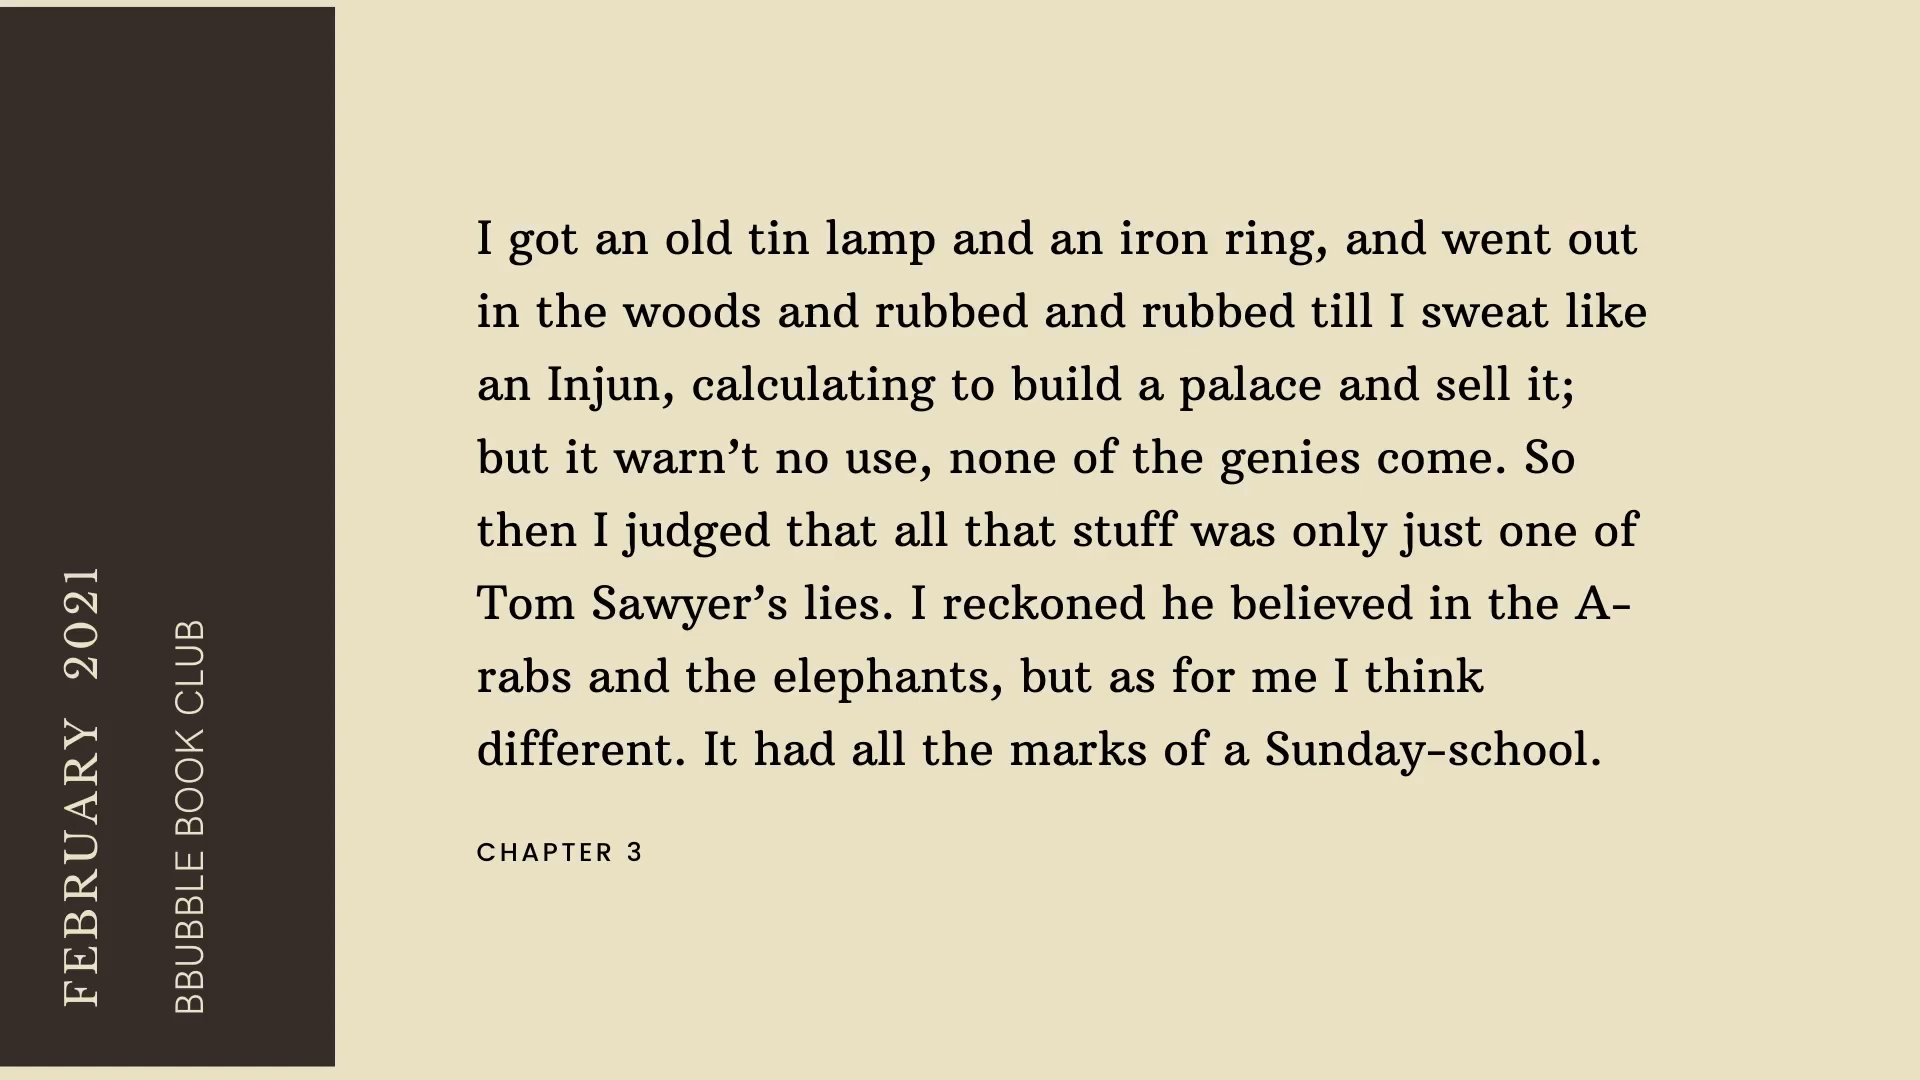 FEBRUARY 2021
BBUBBLE BOOK CLUB
I got an old tin lamp and an iron ring, and went out
in the woods and rubbed and rubbed till I sweat like
an Injun, calculating to build a palace and sell it;
but it warn’t no use, none of the genies come. So
then I judged that all that stuff was only just one of
Tom Sawyer’s lies. I reckoned he believed in the A-
rabs and the elephants, but as for me I think
different. It had all the marks of a Sunday-school.
CHAPTER 3